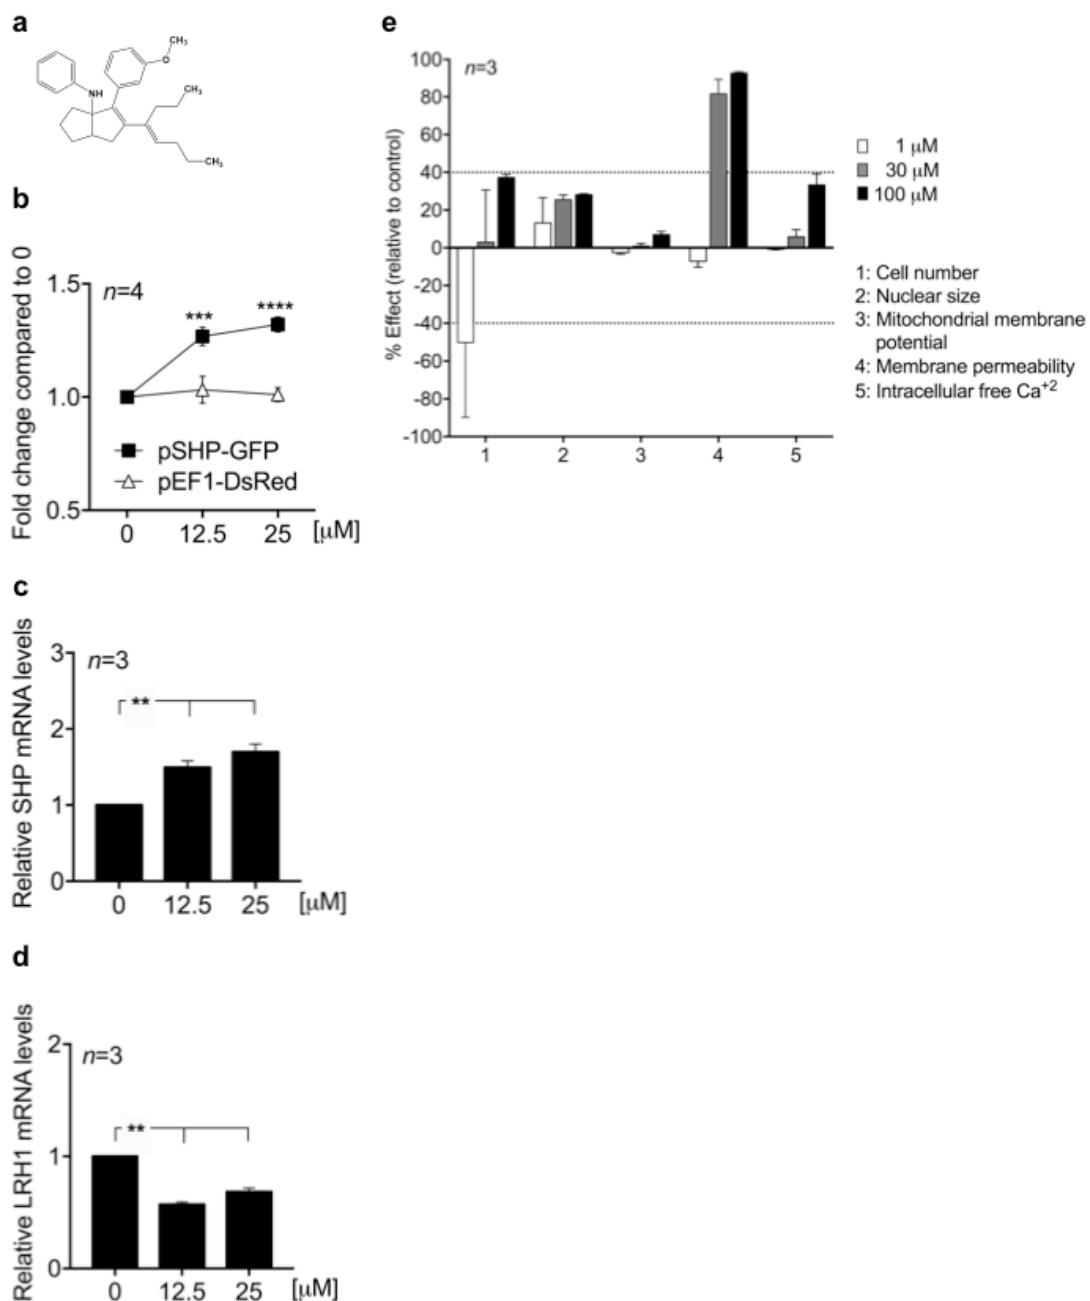 a
CH₃
O
NH
CH₃
CH₃
b
Fold change compared to 0
1.5
1.0
0.5
n=4
***
****
pSHP-GFP
pEF1-DsRed
0 12.5 25 [μM]
c
Relative SHP mRNA levels
3
2
1
0
n=3
**
0 12.5 25 [μM]
d
Relative LRH1 mRNA levels
2
1
0
n=3
**
0 12.5 25 [μM]
e
% Effect (relative to control)
100
80
60
40
20
0
-20
-40
-60
-80
-100
n=3
1 2 3 4 5
1 μM
30 μM
100 μM
1: Cell number
2: Nuclear size
3: Mitochondrial membrane
potential
4: Membrane permeability
5: Intracellular free Ca⁺²